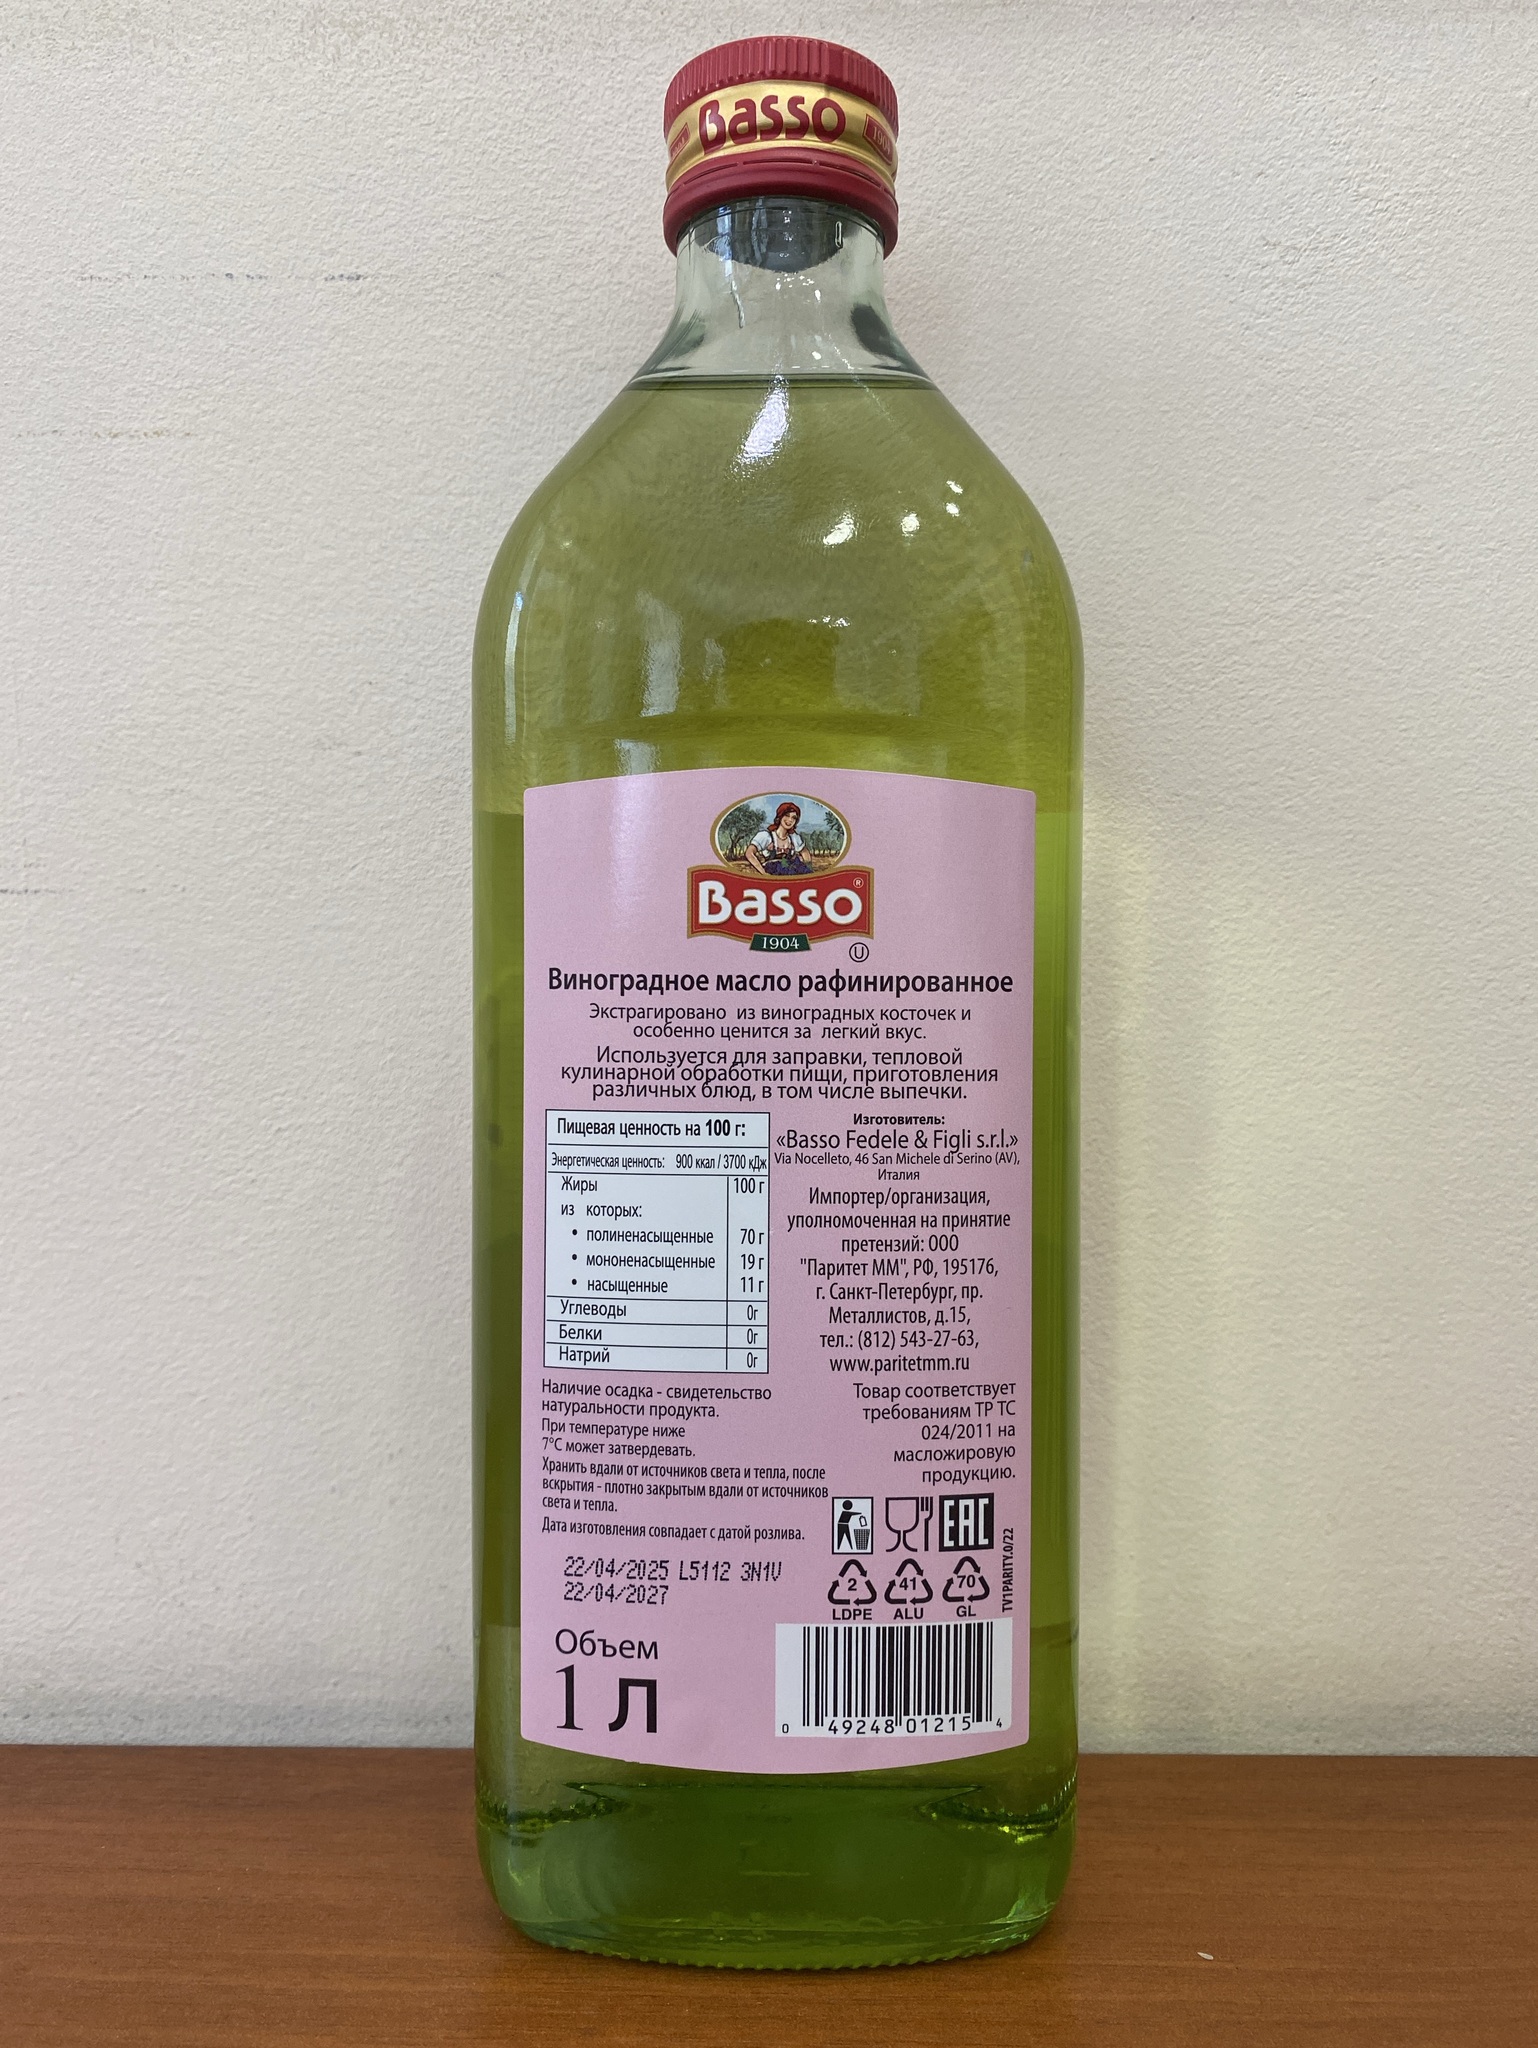 Basso
Basso
1904
U
Виноградное масло рафинированное
Экстрагировано из виноградных косточек и
особенно ценится за легкий вкус.
Используется для заправки, тепловой
кулинарной обработки пищи, приготовления
различных блюд, в том числе выпечки.
Пищевая ценность на 100 г:
Энергетическая ценность: 900 ккал / 3700 кДж
Жиры 100 г
из которых:
• полиненасыщенные 70 г
• мононенасыщенные 19 г
• насыщенные 11 г
Углеводы 0г
Белки 0г
Натрий 0г
Изготовитель:
«Basso Fedele & Figli s.r.l.»
Via Nocelleto, 46 San Michele di Serino (AV),
Италия
Импортер/организация,
уполномоченная на принятие
претензий: ООО
"Паритет ММ", РФ, 195176,
г. Санкт-Петербург, пр.
Металлистов, д.15,
тел.: (812) 543-27-63,
www.paritetmm.ru
Наличие осадка - свидетельство
натуральности продукта.
При температуре ниже
7°С может затвердевать.
Хранить вдали от источников света и тепла, после
вскрытия - плотно закрытым вдали от источников
света и тепла.
Дата изготовления совпадает с датой розлива.
Товар соответствует
требованиям ТР ТС
024/2011 на
масложировую
продукцию.
EAC
TV1PARITY.0/22
22/04/2025 L5112 3N1V
22/04/2027
2 41 70
LDPE ALU GL
Объем
1 л
0 49248 01215 4